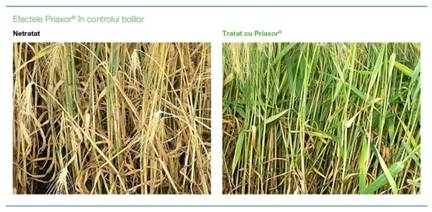 Efectele Priaxor® în controlul bolilor
Netratat
Tratat cu Priaxor®